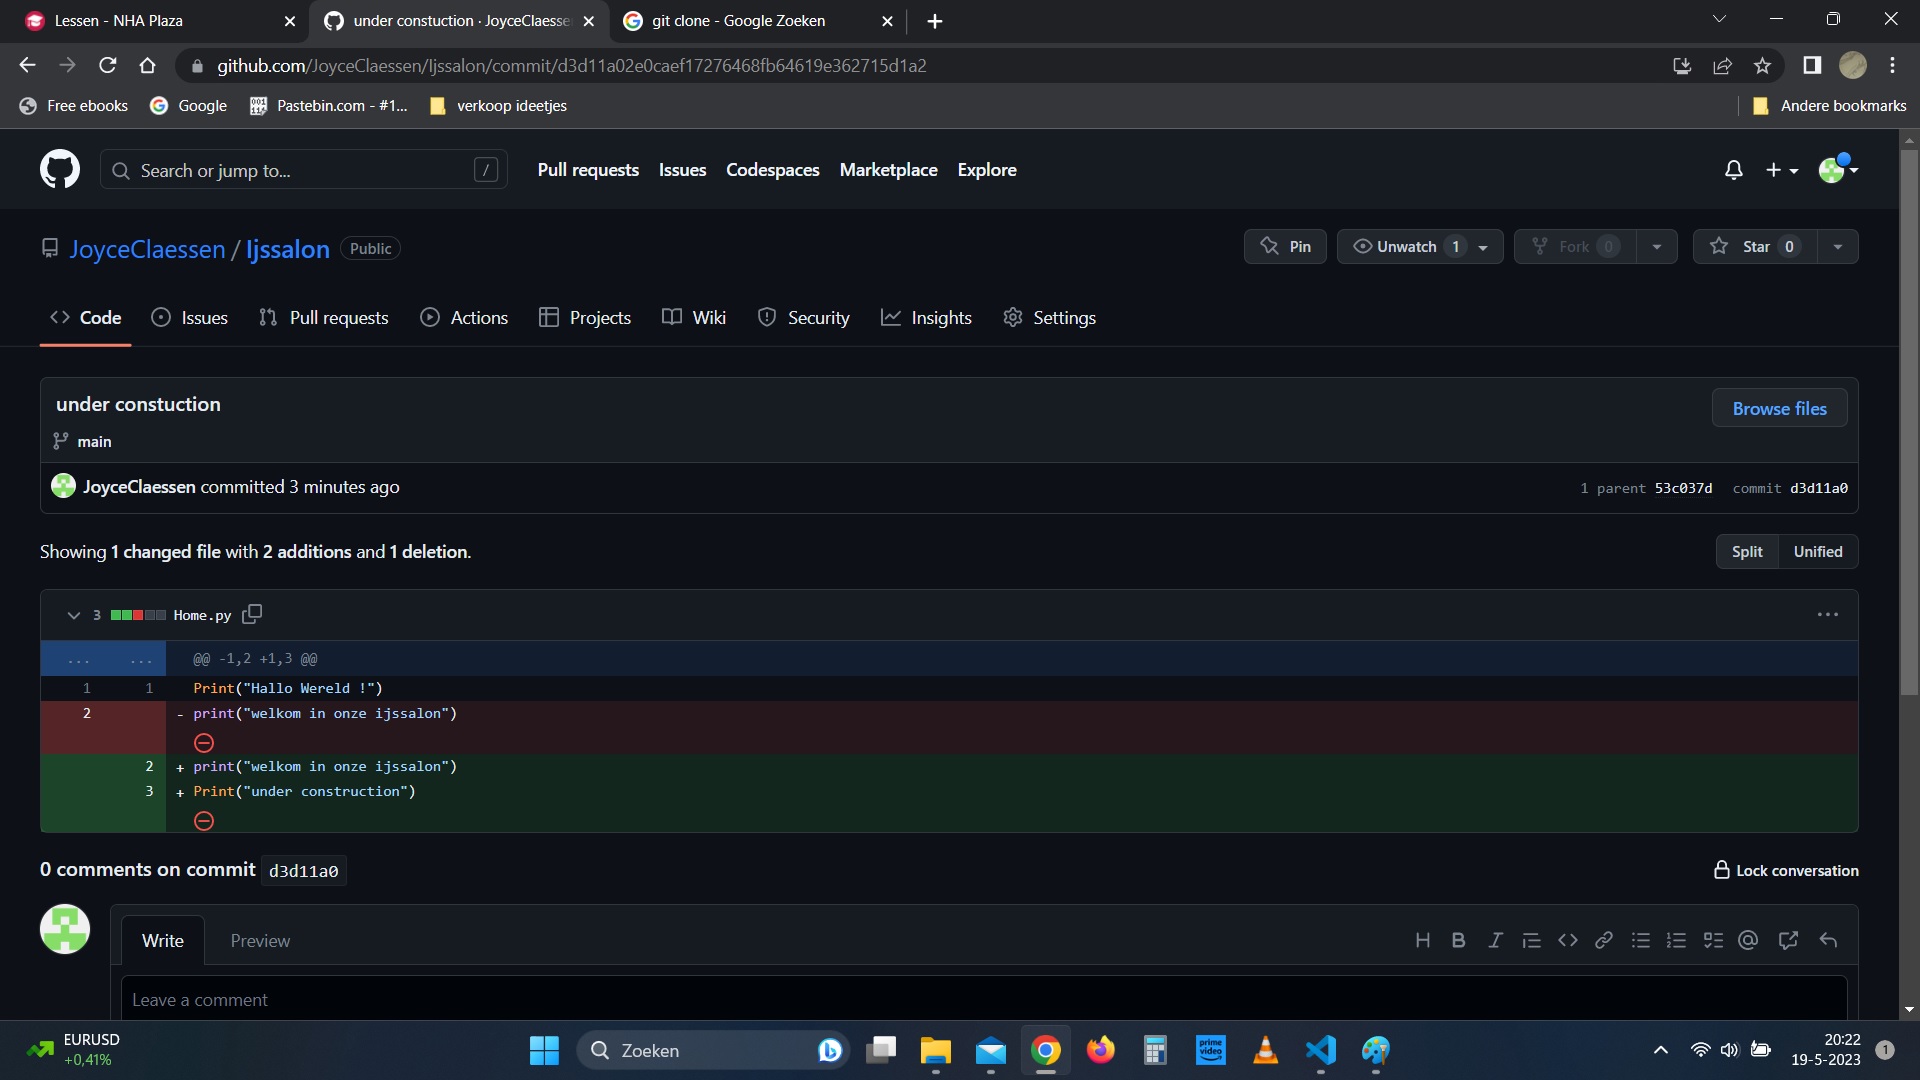 Lessen - NHA Plaza
under constuction · JoyceClaesse
git clone - Google Zoeken
github.com/JoyceClaessen/Ijssalon/commit/d3d11a02e0caef17276468fb64619e362715d1a2
Free ebooks
Google
Pastebin.com - #1...
verkoop ideetjes
Andere bookmarks
Search or jump to...
/
Pull requests
Issues
Codespaces
Marketplace
Explore
JoyceClaessen / Ijssalon
Public
Pin
Unwatch 1
Fork 0
Star 0
Code
Issues
Pull requests
Actions
Projects
Wiki
Security
Insights
Settings
under constuction
Browse files
main
JoyceClaessen committed 3 minutes ago
1 parent 53c037d commit d3d11a0
Showing 1 changed file with 2 additions and 1 deletion.
Split
Unified
3 Home.py
...
... ... @@ -1,2 +1,3 @@
1 1 Print("Hallo Wereld !")
2 - print("welkom in onze ijssalon")
2 + print("welkom in onze ijssalon")
3 + Print("under construction")
0 comments on commit d3d11a0
Lock conversation
Write
Preview
Leave a comment
EURUSD
+0,41%
Zoeken
prime video
20:22
19-5-2023
1